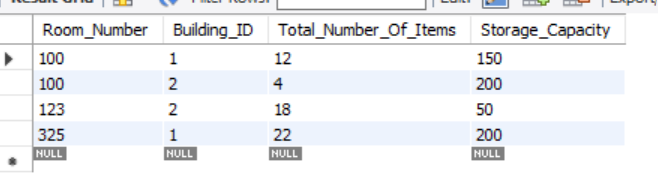 Result Grid Filter Rows: Edit: Export/
Room_Number Building_ID Total_Number_Of_Items Storage_Capacity
100 1 12 150
100 2 4 200
123 2 18 50
325 1 22 200
NULL NULL NULL NULL